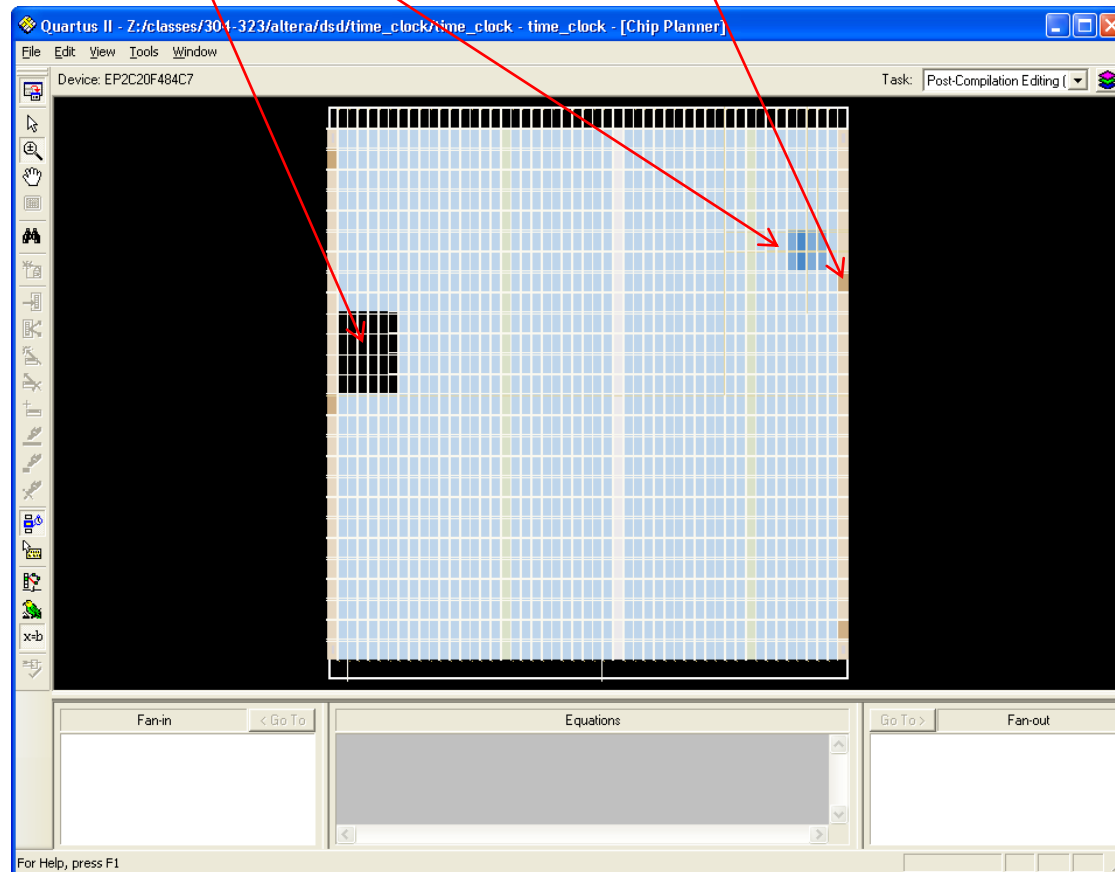 Quartus II - Z:/classes/304-323/altera/dsd/time_clock/time_clock - time_clock - [Chip Planner]
File Edit View Tools Window
Device: EP2C20F484C7
Task: Post-Compilation Editing (
x=b
Fan-in
< Go To
Equations
Go To >
Fan-out
For Help, press F1